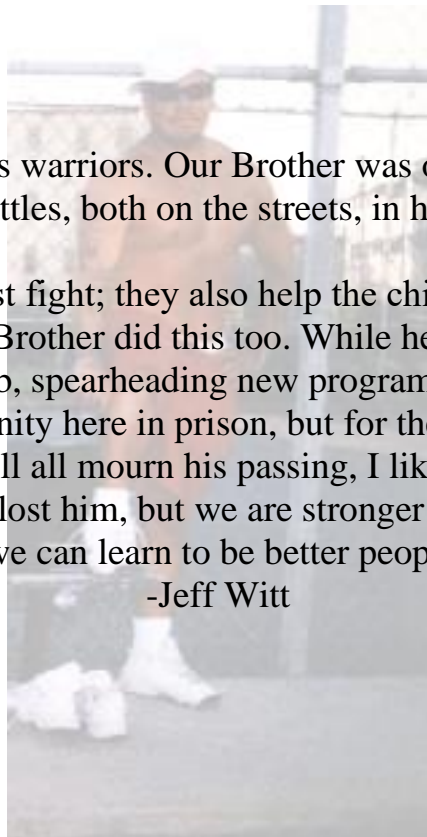 s warriors. Our Brother was
ttles, both on the streets, in h
st fight; they also help the chi
Brother did this too. While he
, spearheading new program
nity here in prison, but for the
ll all mourn his passing, I lik
lost him, but we are stronger
we can learn to be better peop
-Jeff Witt